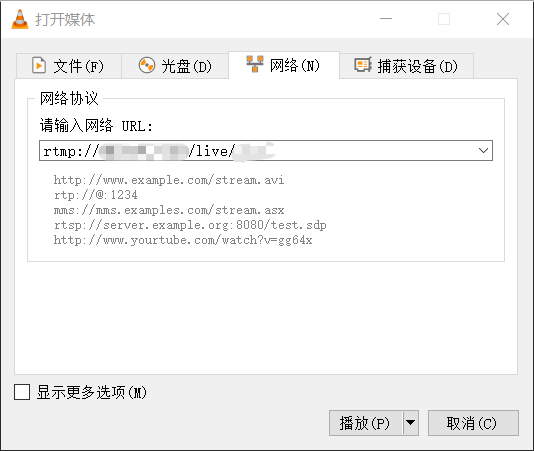 打开媒体
文件(F) 光盘(D) 网络(N) 捕获设备(D)
网络协议
请输入网络 URL:
rtmp:// /live/
http://www.example.com/stream.avi
rtp://@:1234
mms://mms.examples.com/stream.asx
rtsp://server.example.org:8080/test.sdp
http://www.yourtube.com/watch?v=gg64x
显示更多选项(M)
播放(P) 取消(C)